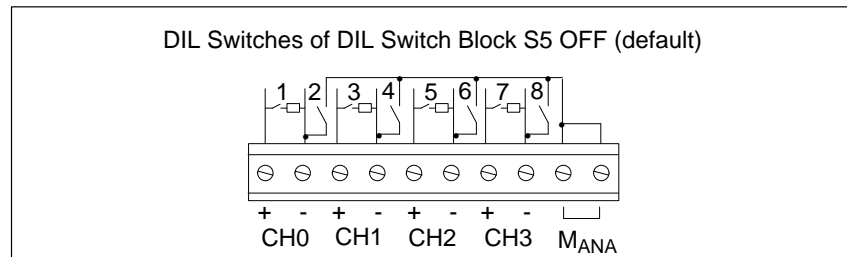 DIL Switches of DIL Switch Block S5 OFF (default)
1 2 3 4 5 6 7 8
+ - + - + - + -
CH0 CH1 CH2 CH3 MANA